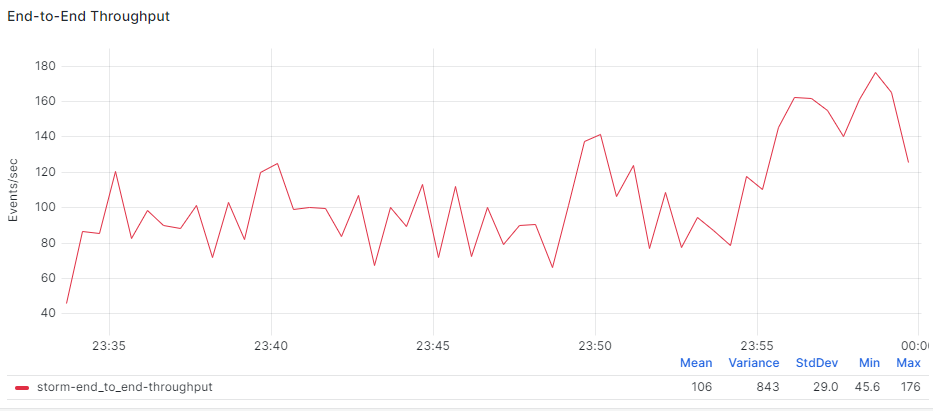 End-to-End Throughput
180
160
140
120
100
80
60
40
Events/sec
23:35 23:40 23:45 23:50 23:55 00:0
Mean Variance StdDev Min Max
storm-end_to_end-throughput 106 843 29.0 45.6 176